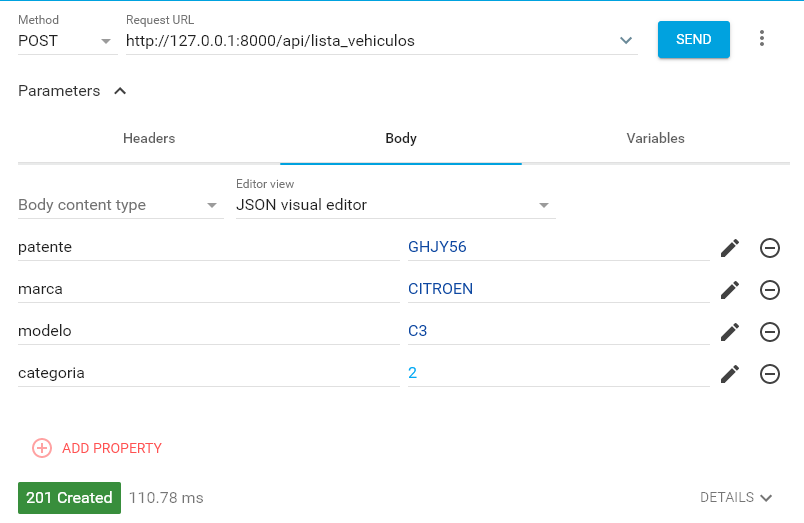 Method Request URL
POST http://127.0.0.1:8000/api/lista_vehiculos SEND
Parameters
Headers Body Variables
Editor view
Body content type JSON visual editor
patente GHJY56
marca CITROEN
modelo C3
categoria 2
ADD PROPERTY
201 Created 110.78 ms DETAILS